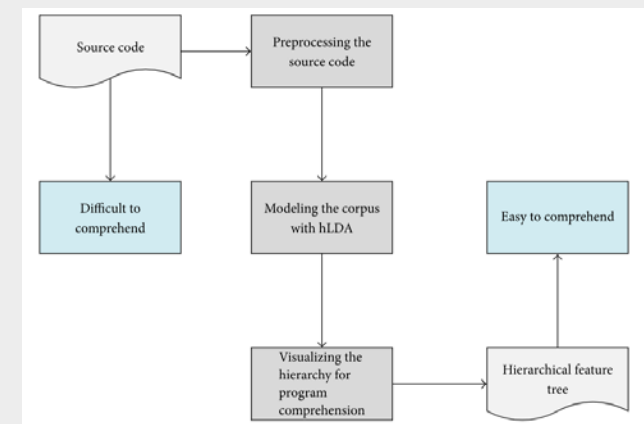 Source code
Preprocessing the
source code
Difficult to
comprehend
Modeling the corpus
with hLDA
Easy to comprehend
Visualizing the
hierarchy for
program
comprehension
Hierarchical feature
tree